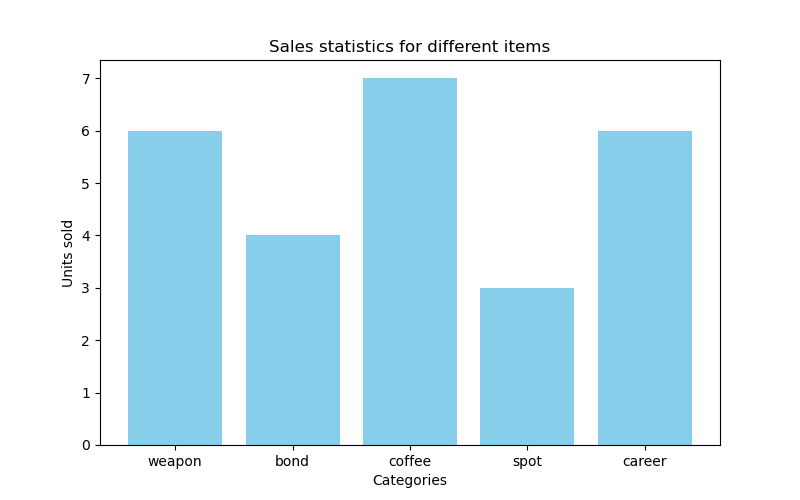 Sales statistics for different items
7
6
5
4
3
2
1
0
Units sold
weapon bond coffee spot career
Categories